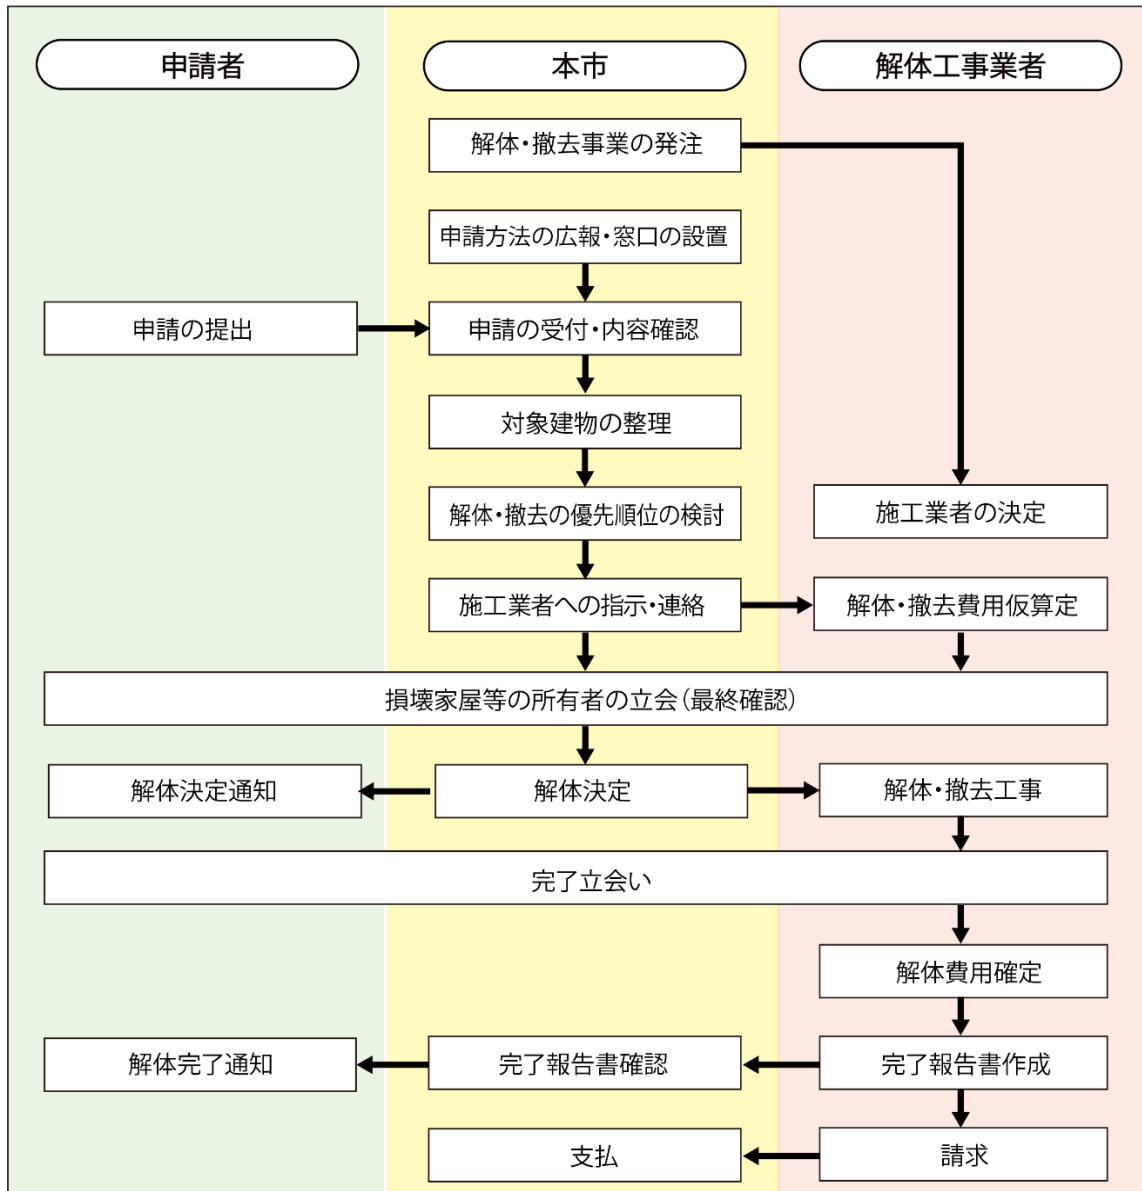 申請者
本市
解体工事業者
解体・撤去事業の発注
申請方法の広報・窓口の設置
申請の提出
申請の受付・内容確認
対象建物の整理
解体・撤去の優先順位の検討
施工業者の決定
施工業者への指示・連絡
解体・撤去費用仮算定
損壊家屋等の所有者の立会（最終確認）
解体決定通知
解体決定
解体・撤去工事
完了立会い
解体費用確定
解体完了通知
完了報告書確認
完了報告書作成
支払
請求